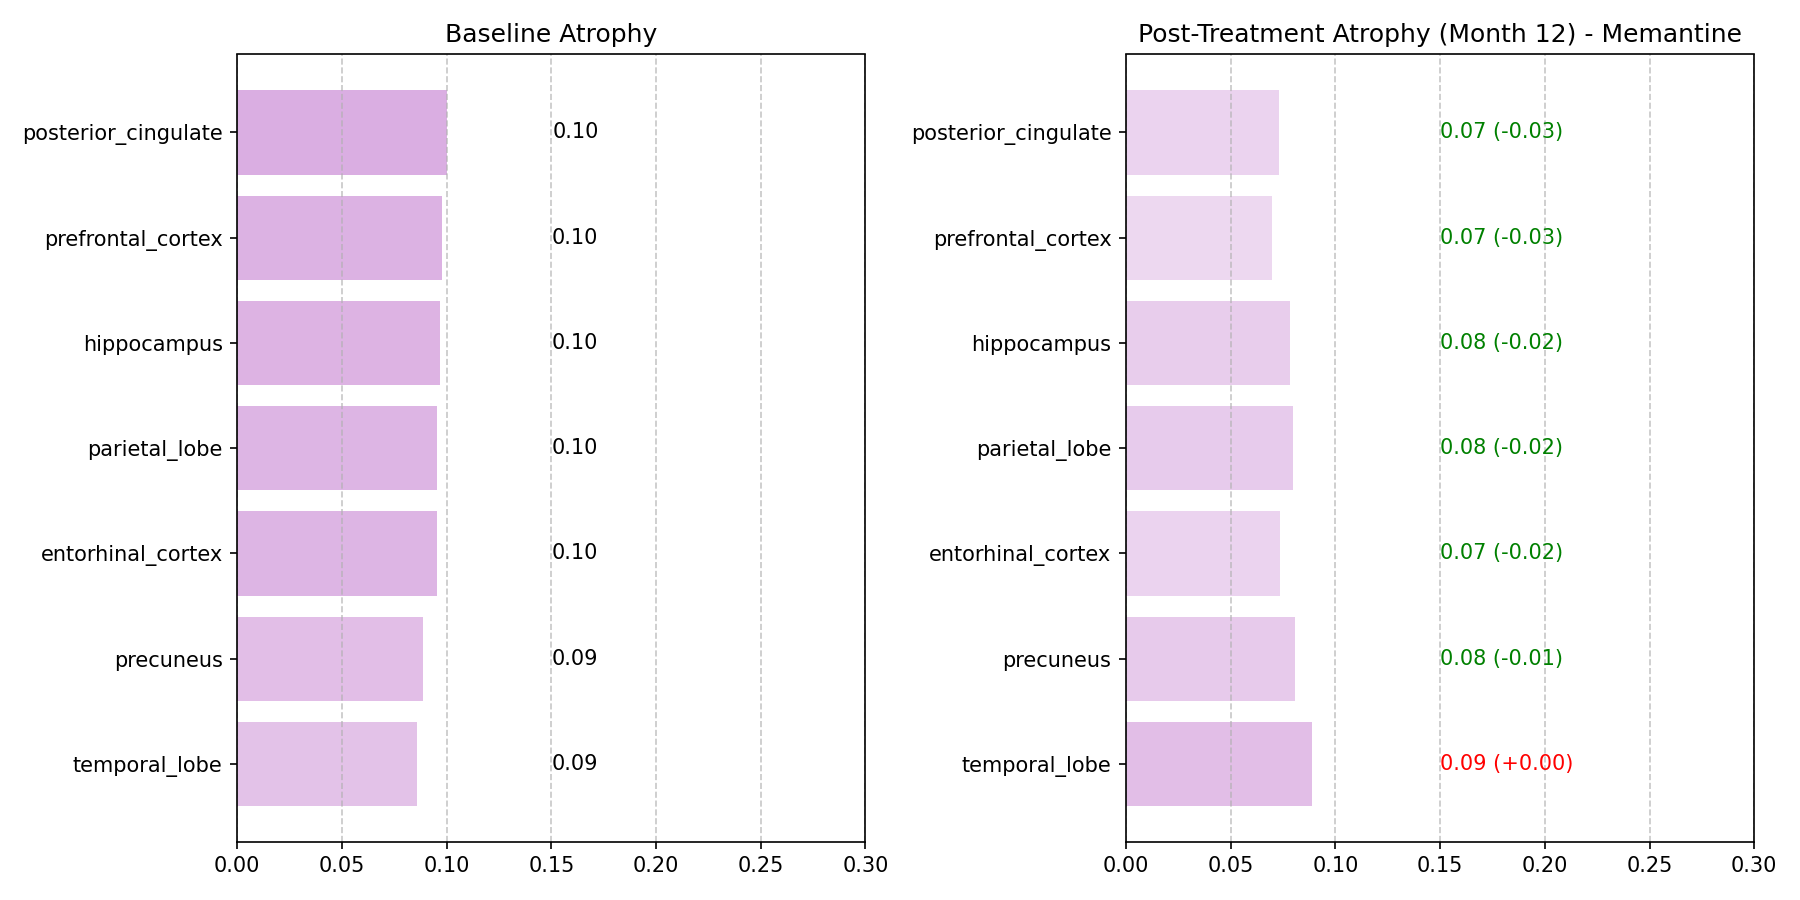 Baseline Atrophy
posterior_cingulate 0.10
prefrontal_cortex 0.10
hippocampus 0.10
parietal_lobe 0.10
entorhinal_cortex 0.10
precuneus 0.09
temporal_lobe 0.09
0.00 0.05 0.10 0.15 0.20 0.25 0.30
Post-Treatment Atrophy (Month 12) - Memantine
posterior_cingulate 0.07 (-0.03)
prefrontal_cortex 0.07 (-0.03)
hippocampus 0.08 (-0.02)
parietal_lobe 0.08 (-0.02)
entorhinal_cortex 0.07 (-0.02)
precuneus 0.08 (-0.01)
temporal_lobe 0.09 (+0.00)
0.00 0.05 0.10 0.15 0.20 0.25 0.30